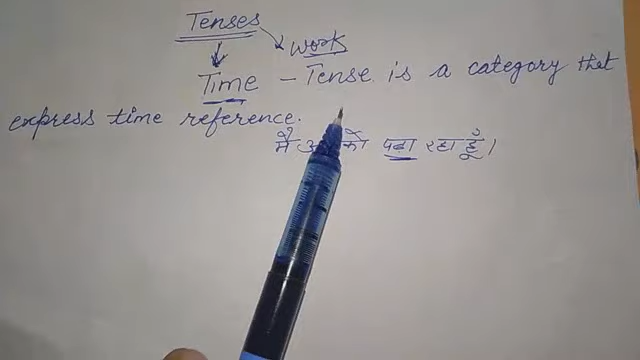 Tenses
work
Time - Tense is a category that
express time reference.
मैं को पढ़ा रहा हूँ।